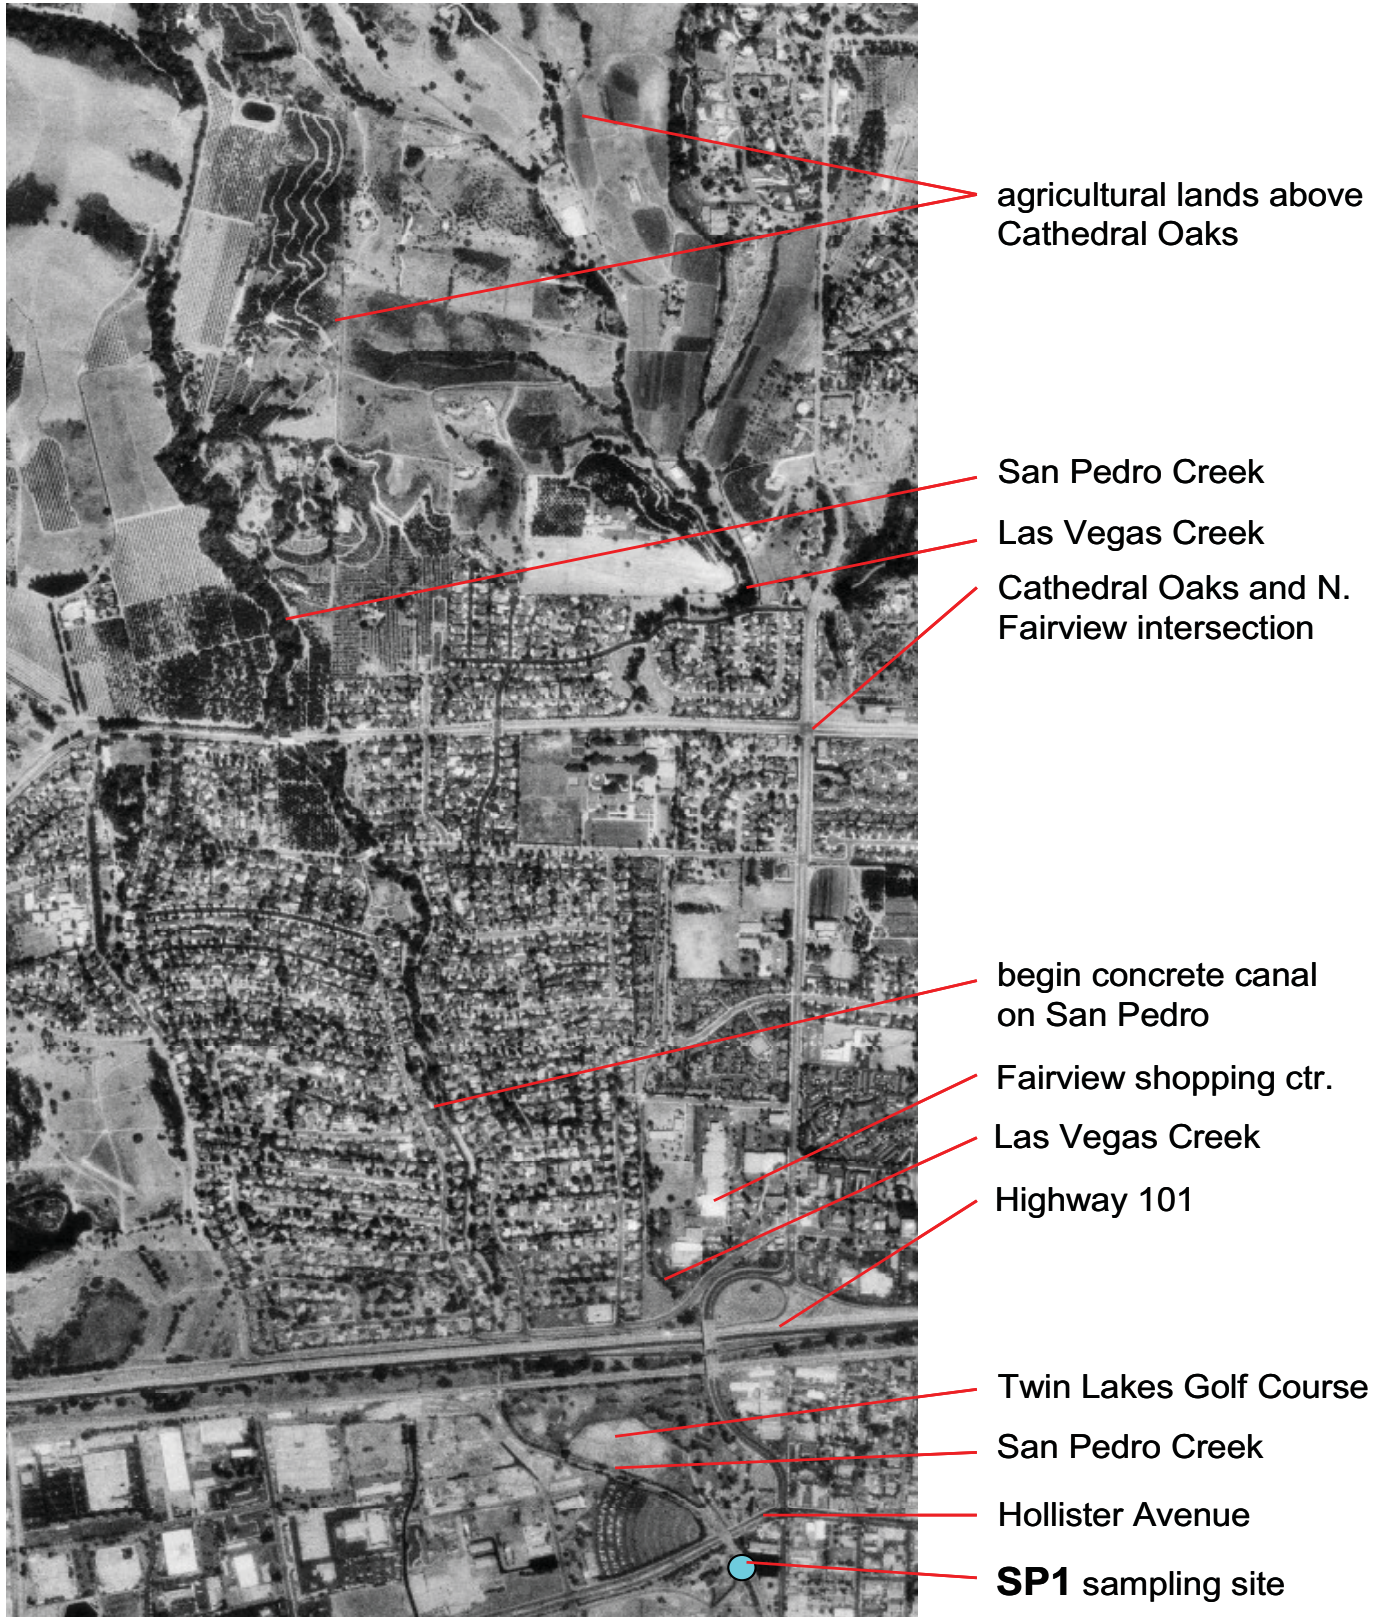 agricultural lands above
Cathedral Oaks
San Pedro Creek
Las Vegas Creek
Cathedral Oaks and N.
Fairview intersection
begin concrete canal
on San Pedro
Fairview shopping ctr.
Las Vegas Creek
Highway 101
Twin Lakes Golf Course
San Pedro Creek
Hollister Avenue
SP1 sampling site